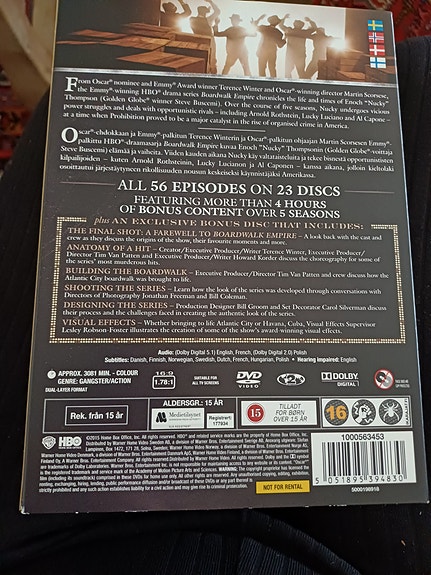 From Oscar® nominee and Emmy® Award winner Terence Winter and Oscar®-winning director Martin Scorsese,
the Emmy®-winning HBO® drama series Boardwalk Empire chronicles the life and times of Enoch "Nucky"
Thompson (Golden Globe® winner Steve Buscemi). Over the course of five seasons, Nucky undergoes vicious
power struggles and deals with opportunistic rivals – including Arnold Rothstein, Lucky Luciano and Al Capone –
at a time when Prohibition proved to be a major catalyst in the rise of organised crime in America.
Oscar®-ehdokkaan ja Emmy®-palkitun Terence Winterin ja Oscar®-palkitun ohjaajan Martin Scorsesen Emmy®-
palkittu HBO®-draamasarja Boardwalk Empire kuvaa Enoch "Nucky" Thompsonin (Golden Globe®-voittaja
Steve Buscemi) elämää ja vaiheita. Viiden kauden aikana Nucky käy valtataisteluita ja tekee bisnestä opportunististen
kilpailijoiden – kuten Arnold Rothsteinin, Lucky Lucianon ja Al Caponen – kanssa aikana, jolloin kieltolaki
osoittautui järjestäytyneen rikollisuuden nousun keskeiseksi käynnistäjäksi Amerikassa.
ALL 56 EPISODES ON 23 DISCS
FEATURING MORE THAN 4 HOURS
OF BONUS CONTENT OVER 5 SEASONS
plus AN EXCLUSIVE BONUS DISC THAT INCLUDES:
THE FINAL SHOT: A FAREWELL TO BOARDWALK EMPIRE – A look back with the cast and
crew as they discuss the origins of the show, their favourite moments and more.
ANATOMY OF A HIT – Creator/Executive Producer/Writer Terence Winter, Executive Producer/
Director Tim Van Patten and Executive Producer/Writer Howard Korder discuss the choreography for some of
the series' most murderous hits.
BUILDING THE BOARDWALK – Executive Producer/Director Tim Van Patten and crew discuss how the
Atlantic City boardwalk was brought to life.
SHOOTING THE SERIES – Learn how the look of the series was developed through conversations with
Directors of Photography Jonathan Freeman and Bill Coleman.
DESIGNING THE SERIES – Production Designer Bill Groom and Set Decorator Carol Silverman discuss
their process and the challenges faced in creating the authentic look of the series.
VISUAL EFFECTS – Whether bringing to life Atlantic City or Havana, Cuba, Visual Effects Supervisor
Lesley Robson-Foster illustrates the creation of some of the show's award-winning visual effects.
Audio: (Dolby Digital 5.1) English, French, (Dolby Digital 2.0) Polish
Subtitles: Danish, Finnish, Norwegian, Swedish, Dutch, French, Hungarian, Polish • Hearing Impaired: English
APPROX. 3081 MIN. - COLOUR
GENRE: GANGSTER/ACTION
DUAL-LAYER FORMAT
16:9
1.78:1
SUITABLE FOR
ALL TV SCREENS
DVD
VIDEO
2
DOLBY
DIGITAL
Rek. från 15 år
ALDERSGR.: 15 ÅR
Medietilsynet
Registernr:
177934
15
TILLADT FOR
BØRN
OVER 15 ÅR
16
HBO
1000563453
NOT FOR RENTAL
5 051895 394830
5000190918